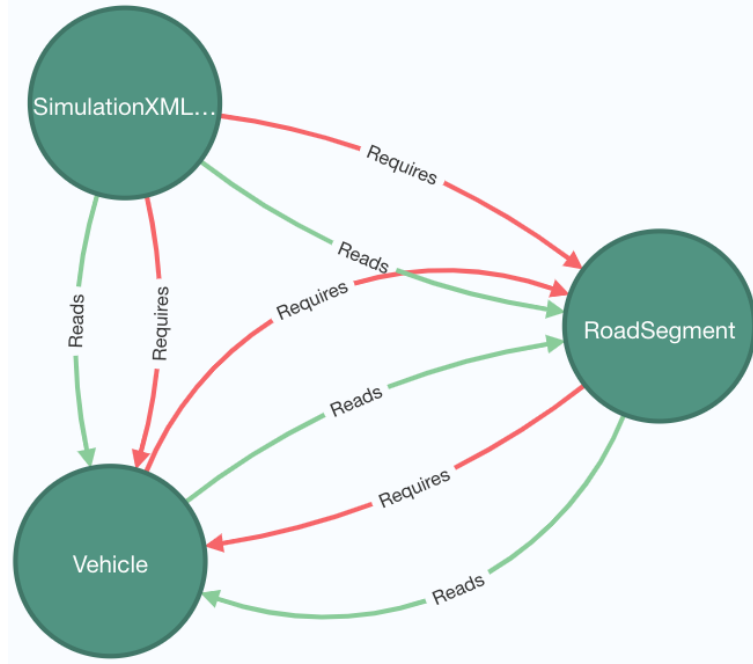 SimulationXML…
Requires
Reads
Reads
Requires
Requires
RoadSegment
Reads
Requires
Vehicle
Reads